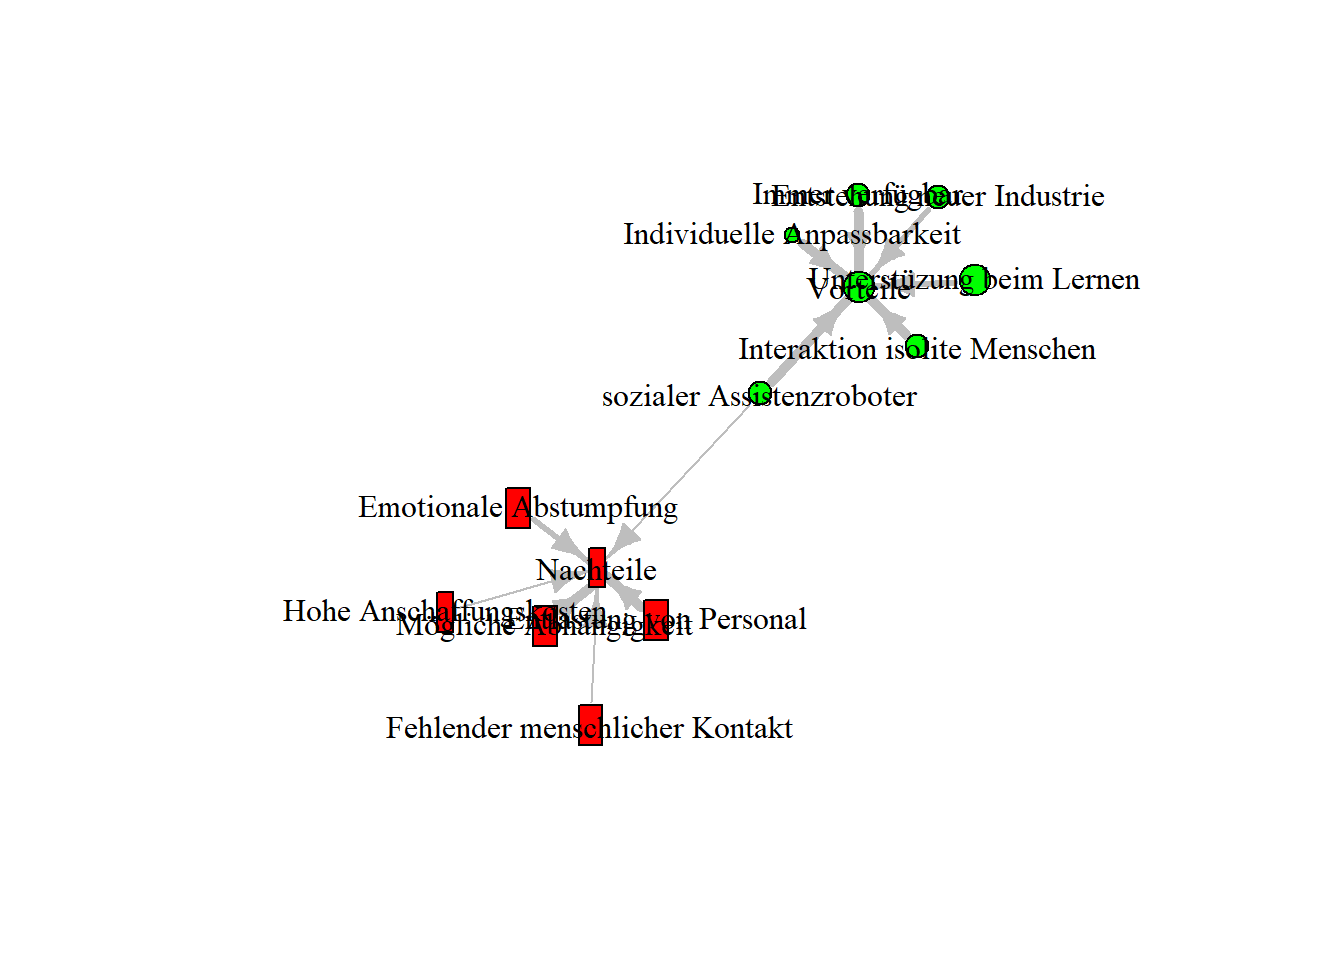 Immer verfügbar
Entstehung neuer Industrie
Individuelle Anpassbarkeit
Unterstüzung beim Lernen
Vorteile
Interaktion isolite Menschen
sozialer Assistenzroboter
Emotionale Abstumpfung
Nachteile
Hohe Anschaffungskosten
Entlastung von Personal
Mögliche Abhängigkeit
Fehlender menschlicher Kontakt